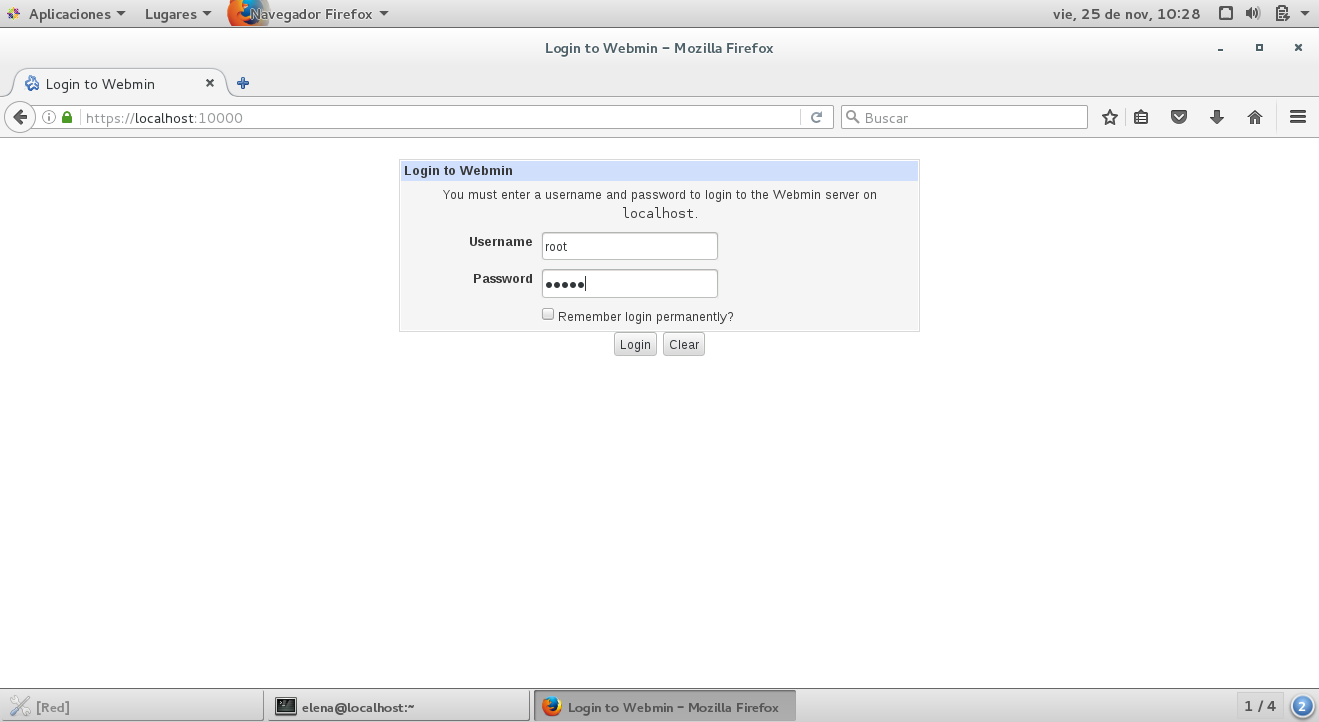 Aplicaciones Lugares Navegador Firefox vie, 25 de nov, 10:28
Login to Webmin - Mozilla Firefox
Login to Webmin
https://localhost:10000 Buscar
Login to Webmin
You must enter a username and password to login to the Webmin server on
localhost.
Username root
Password •••••
Remember login permanently?
Login Clear
[Red] elena@localhost:~ Login to Webmin - Mozilla Firefox 1 / 4 2